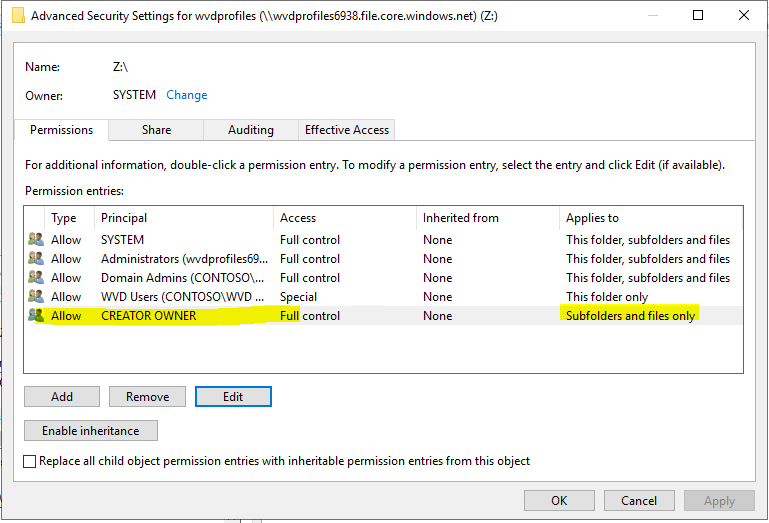 Advanced Security Settings for wvdprofiles (\\wvdprofiles6938.file.core.windows.net) (Z:)
Name: Z:\
Owner: SYSTEM Change
Permissions Share Auditing Effective Access
For additional information, double-click a permission entry. To modify a permission entry, select the entry and click Edit (if available).
Permission entries:
Type Principal Access Inherited from Applies to
Allow SYSTEM Full control None This folder, subfolders and files
Allow Administrators (wvdprofiles69... Full control None This folder, subfolders and files
Allow Domain Admins (CONTOSO\... Full control None This folder, subfolders and files
Allow WVD Users (CONTOSO\WVD ... Special None This folder only
Allow CREATOR OWNER Full control None Subfolders and files only
Add Remove Edit
Enable inheritance
Replace all child object permission entries with inheritable permission entries from this object
OK Cancel Apply